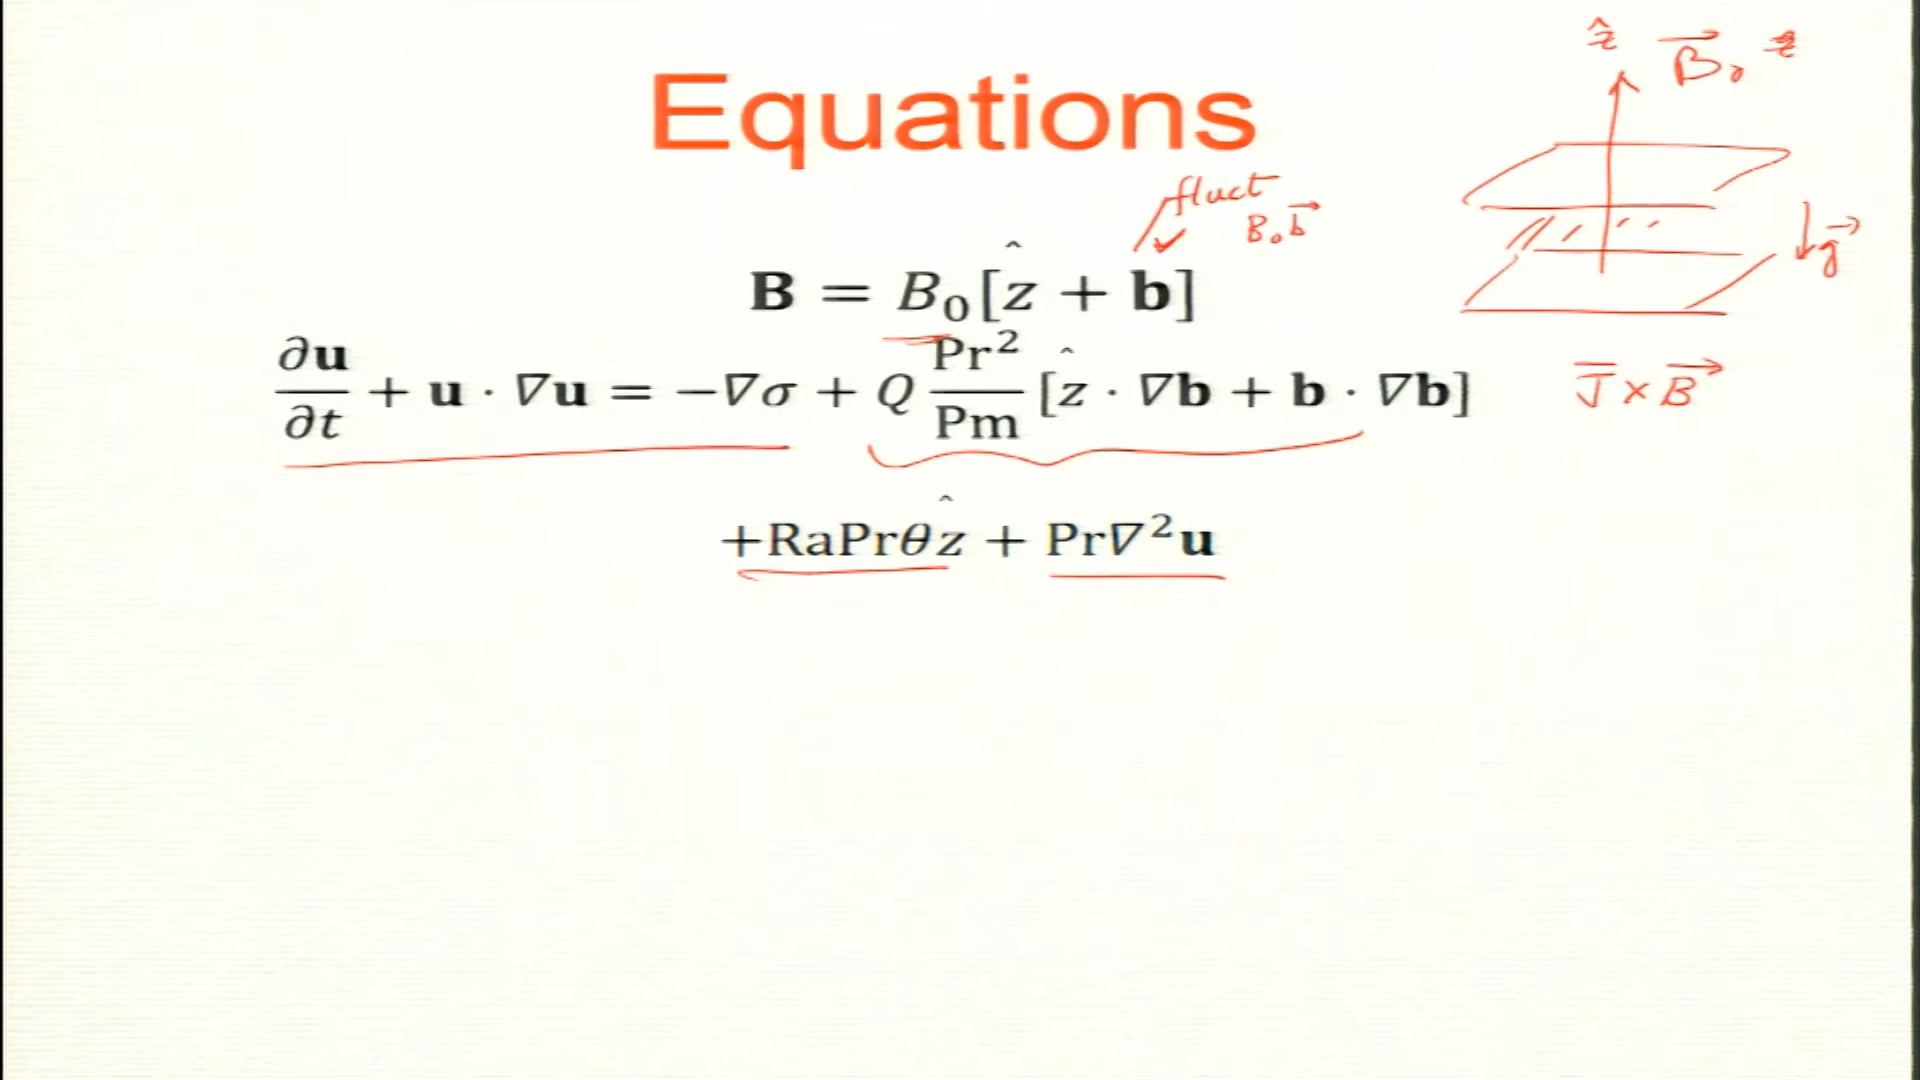 Equations
ẑ B⃗₀ z
fluct
B₀b⃗
B = B₀[ẑ + b]
g⃗
∂u/∂t + u · ∇u = −∇σ + Q Pr²/Pm [ẑ · ∇b + b · ∇b]
J̅ × B⃗
+RaPrθẑ + Pr∇²u